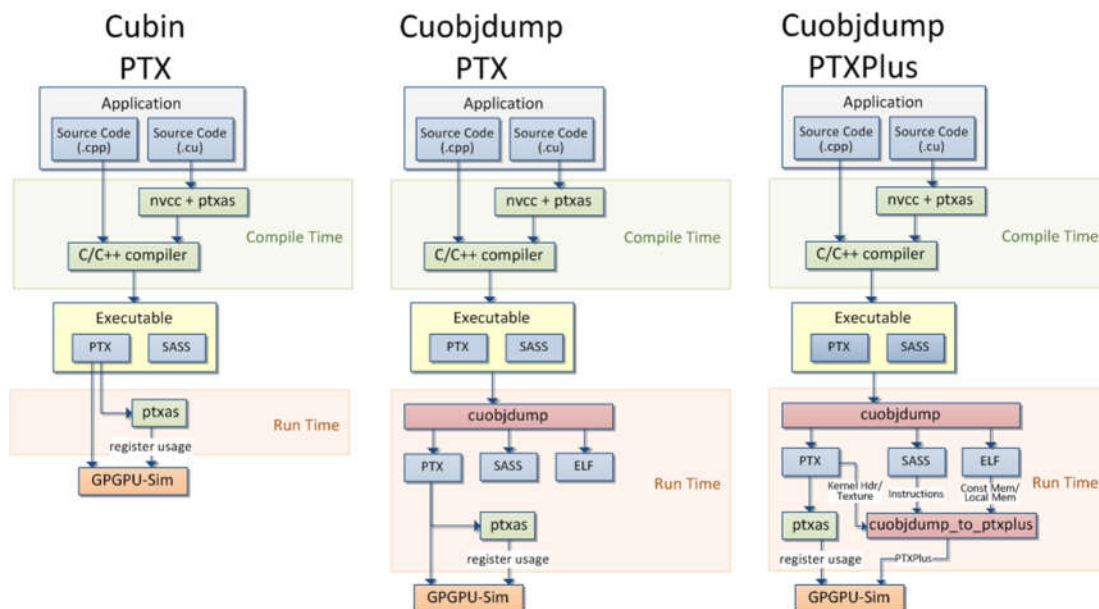 Cubin
PTX
Application
Source Code
(.cpp)
Source Code
(.cu)
nvcc + ptxas
Compile Time
C/C++ compiler
Executable
PTX
SASS
ptxas
Run Time
register usage
GPGPU-Sim
Cuobjdump
PTX
Application
Source Code
(.cpp)
Source Code
(.cu)
nvcc + ptxas
Compile Time
C/C++ compiler
Executable
PTX
SASS
cuobjdump
PTX
SASS
ELF
Run Time
ptxas
register usage
GPGPU-Sim
Cuobjdump
PTXPlus
Application
Source Code
(.cpp)
Source Code
(.cu)
nvcc + ptxas
Compile Time
C/C++ compiler
Executable
PTX
SASS
cuobjdump
PTX
SASS
ELF
Run Time
Kernel Hdr/
Texture
Instructions
Const Mem/
Local Mem
ptxas
cuobjdump_to_ptxplus
register usage
PTXPlus
GPGPU-Sim